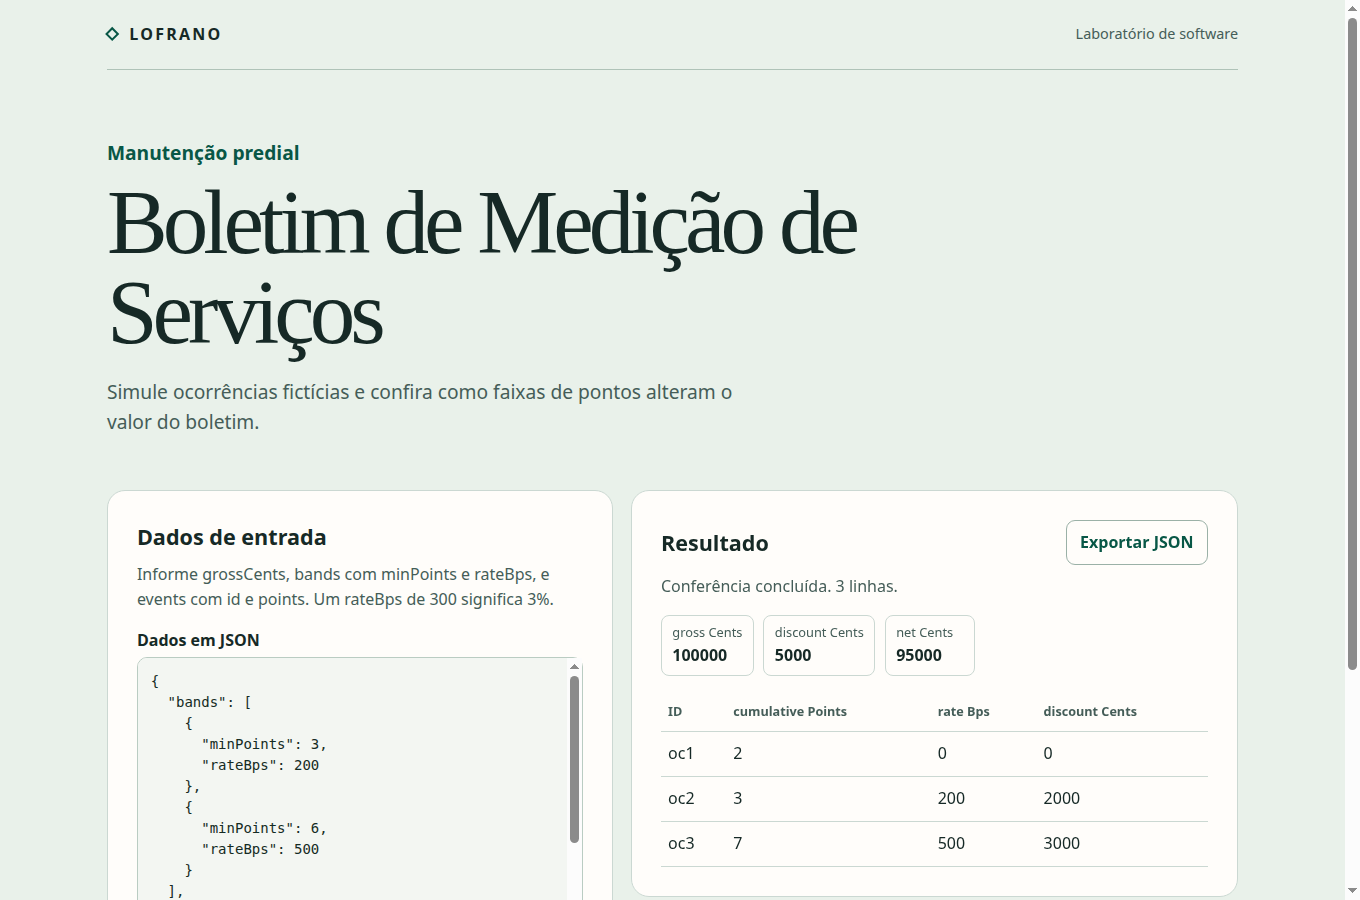 LOFRANO
Laboratório de software
Manutenção predial
Boletim de Medição de
Serviços
Simule ocorrências fictícias e confira como faixas de pontos alteram o
valor do boletim.
Dados de entrada
Informe grossCents, bands com minPoints e rateBps, e
events com id e points. Um rateBps de 300 significa 3%.
Dados em JSON
{
  "bands": [
    {
      "minPoints": 3,
      "rateBps": 200
    },
    {
      "minPoints": 6,
      "rateBps": 500
    }
  ],
Resultado
Exportar JSON
Conferência concluída. 3 linhas.
gross Cents
100000
discount Cents
5000
net Cents
95000
ID cumulative Points rate Bps discount Cents
oc1 2 0 0
oc2 3 200 2000
oc3 7 500 3000